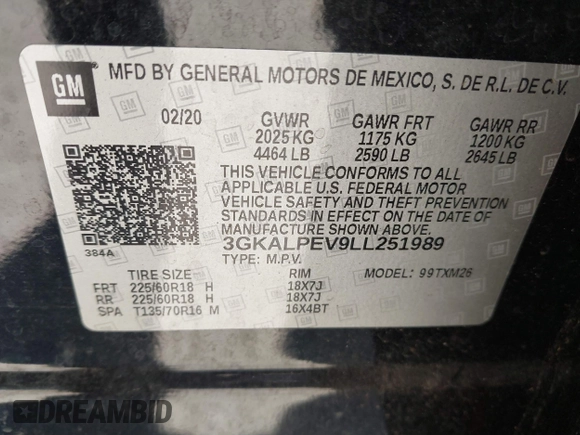 GM
MFD BY GENERAL MOTORS DE MEXICO, S. DE R.L. DE C.V.
02/20 GVWR GAWR FRT GAWR RR
2025 KG 1175 KG 1200 KG
4464 LB 2590 LB 2645 LB
THIS VEHICLE CONFORMS TO ALL
APPLICABLE U.S. FEDERAL MOTOR
VEHICLE SAFETY AND THEFT
PREVENTION STANDARDS
IN EFFECT ON THE DATE OF
MANUFACTURE SHOWN ABOVE.
384A 3GKALPEV9LL251989
TYPE: M.P.V. MODEL: 99TXM26
TIRE SIZE RIM
FRT 225/60R18 H 18X7J
RR 225/60R18 H 18X7J
SPA T135/70R16 M 16X4BT
DREAMBID